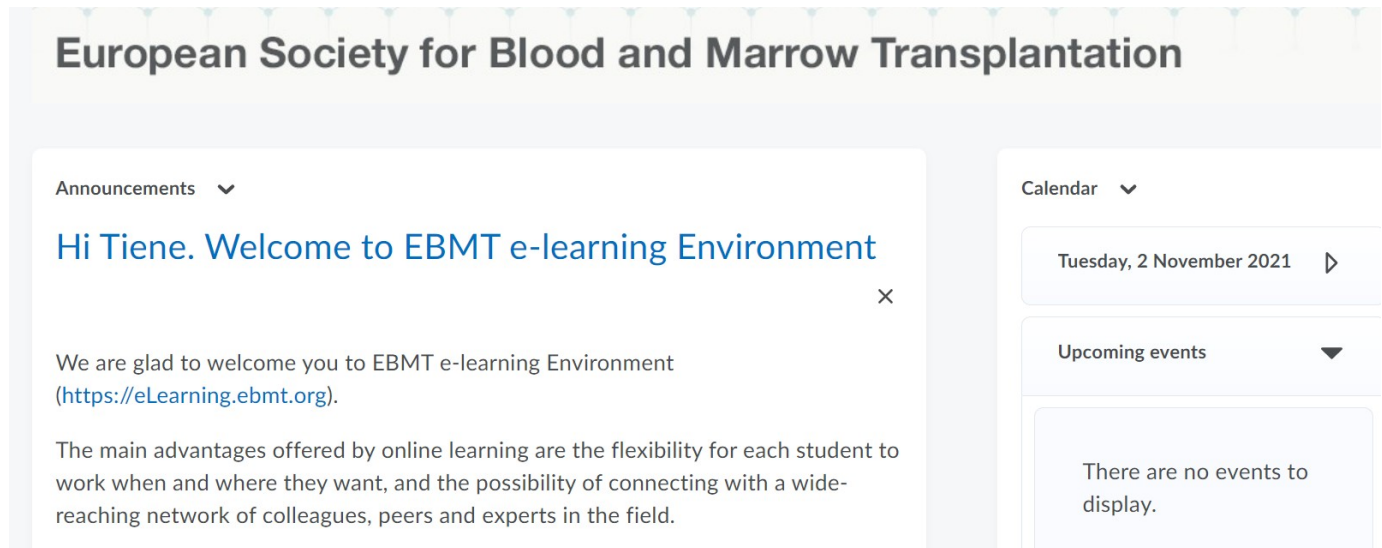 European Society for Blood and Marrow Transplantation
Announcements
Hi Tiene. Welcome to EBMT e-learning Environment
We are glad to welcome you to EBMT e-learning Environment
(https://eLearning.ebmt.org).
The main advantages offered by online learning are the flexibility for each student to
work when and where they want, and the possibility of connecting with a wide-
reaching network of colleagues, peers and experts in the field.
Calendar
Tuesday, 2 November 2021
Upcoming events
There are no events to
display.